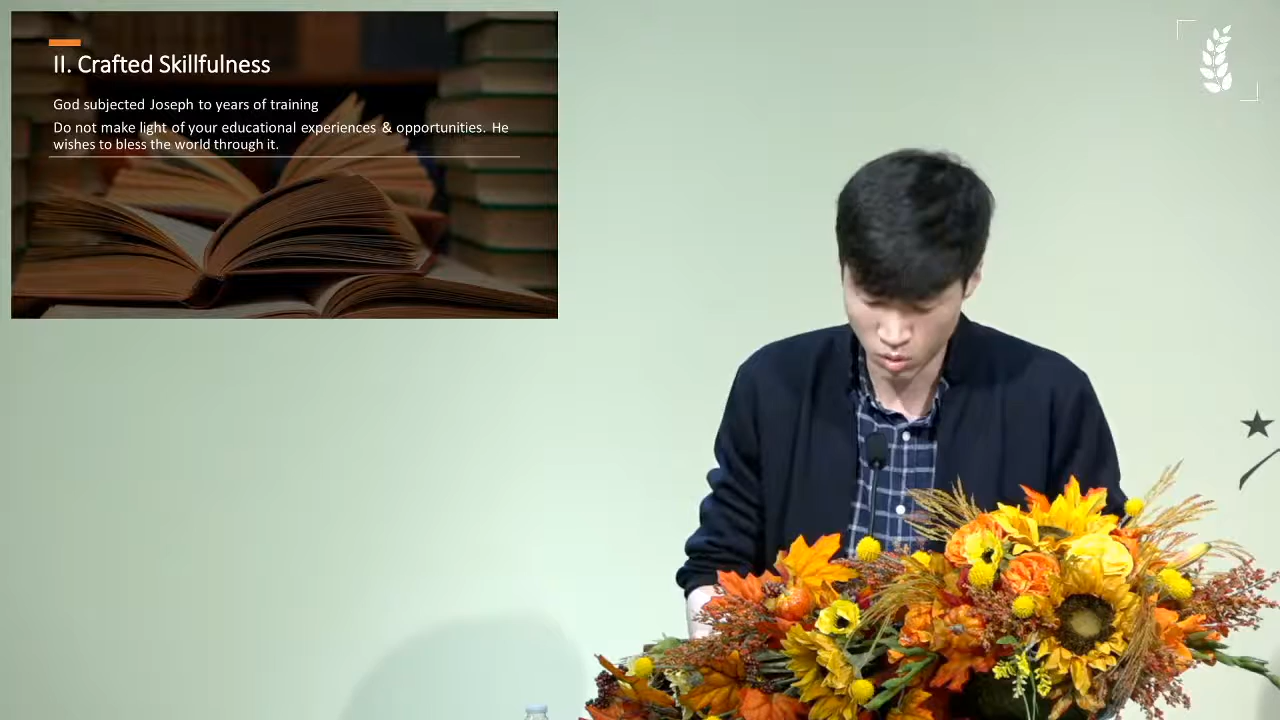 II. Crafted Skillfulness
God subjected Joseph to years of training
Do not make light of your educational experiences & opportunities. He
wishes to bless the world through it.